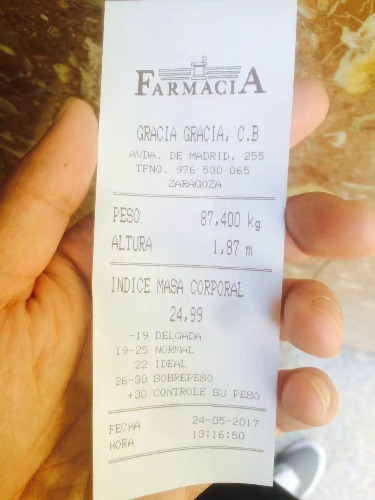 FARMACIA
GRACIA GRACIA, C.B
AVDA. DE MADRID, 255
TFNO. 976 530 065
ZARAGOZA
PESO 87,400 kg
ALTURA 1,87 m
INDICE MASA CORPORAL
24,99
-19 DELGADA
19-25 NORMAL
22 IDEAL
26-30 SOBREPESO
+30 CONTROLE SU PESO
FECHA 24-05-2017
HORA 13:16:50